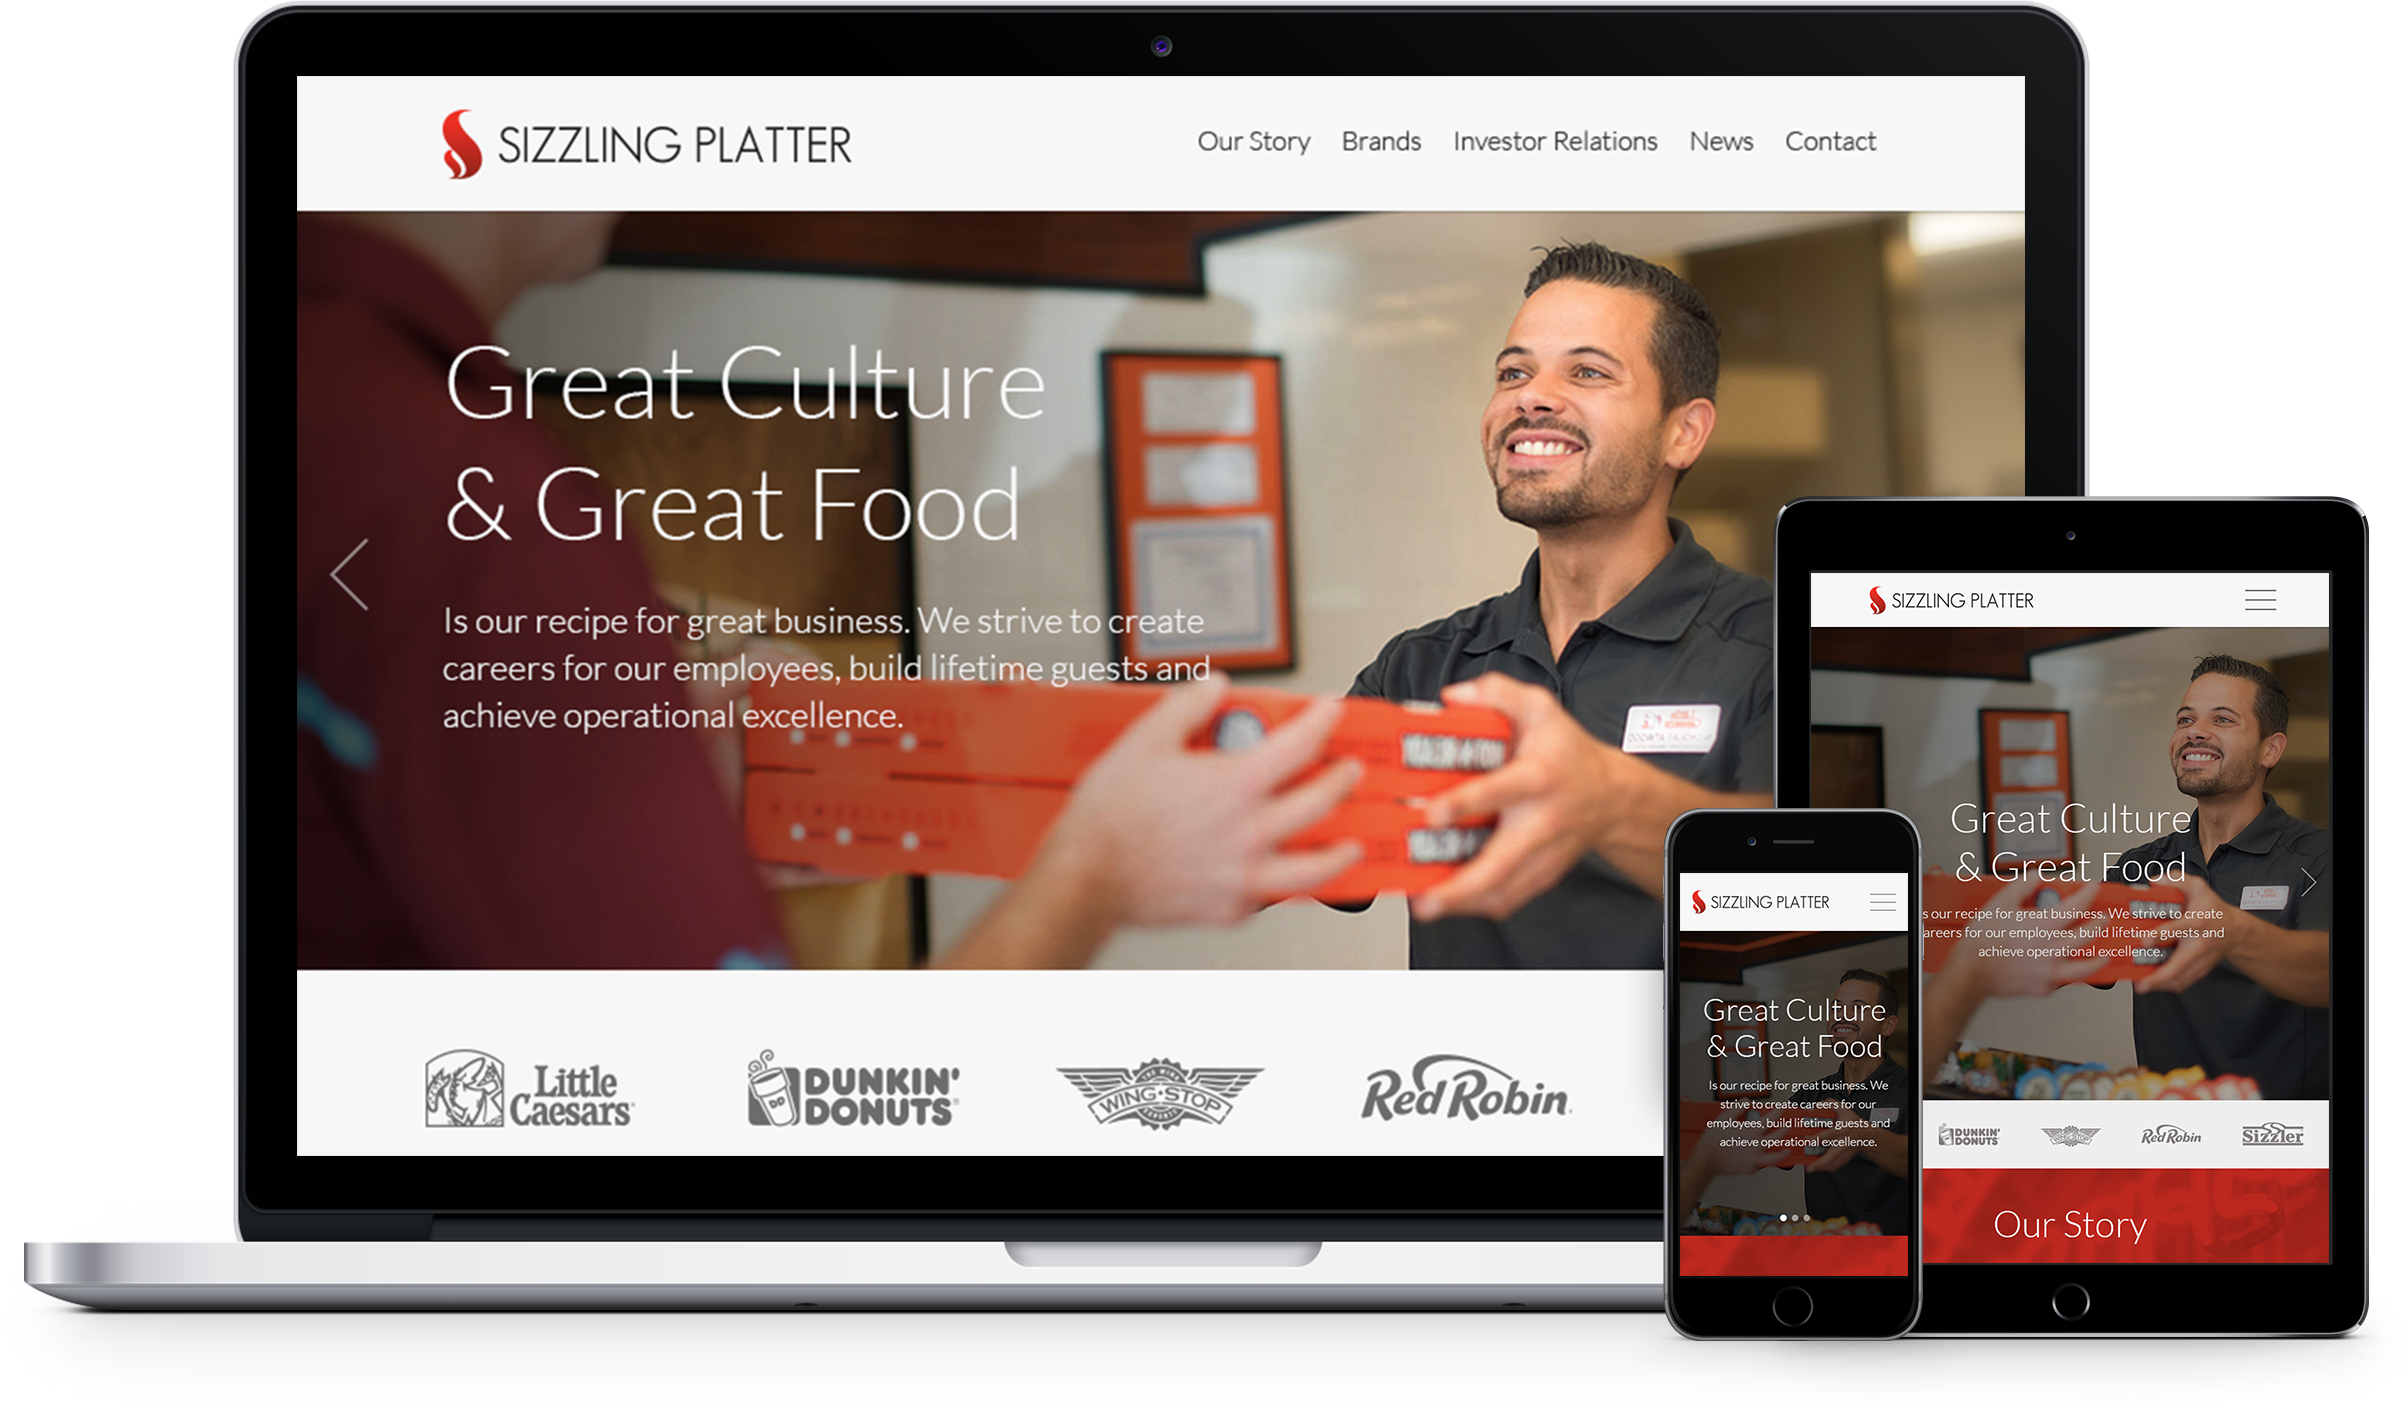 SIZZLING PLATTER
Our Story Brands Investor Relations News Contact
Great Culture
& Great Food
Is our recipe for great business. We strive to create
careers for our employees, build lifetime guests and
achieve operational excellence.
Little
Caesars®
DD
DUNKIN'
DONUTS®
WING·STOP
Red Robin
SIZZLING PLATTER
Great Culture
& Great Food
s our recipe for great business. We strive to create
areers for our employees, build lifetime guests and
achieve operational excellence.
DUNKIN'
DONUTS
WING·STOP
Red Robin
Sizzler
Our Story
SIZZLING PLATTER
Great Culture
& Great Food
Is our recipe for great business. We
strive to create careers for our
employees, build lifetime guests and
achieve operational excellence.